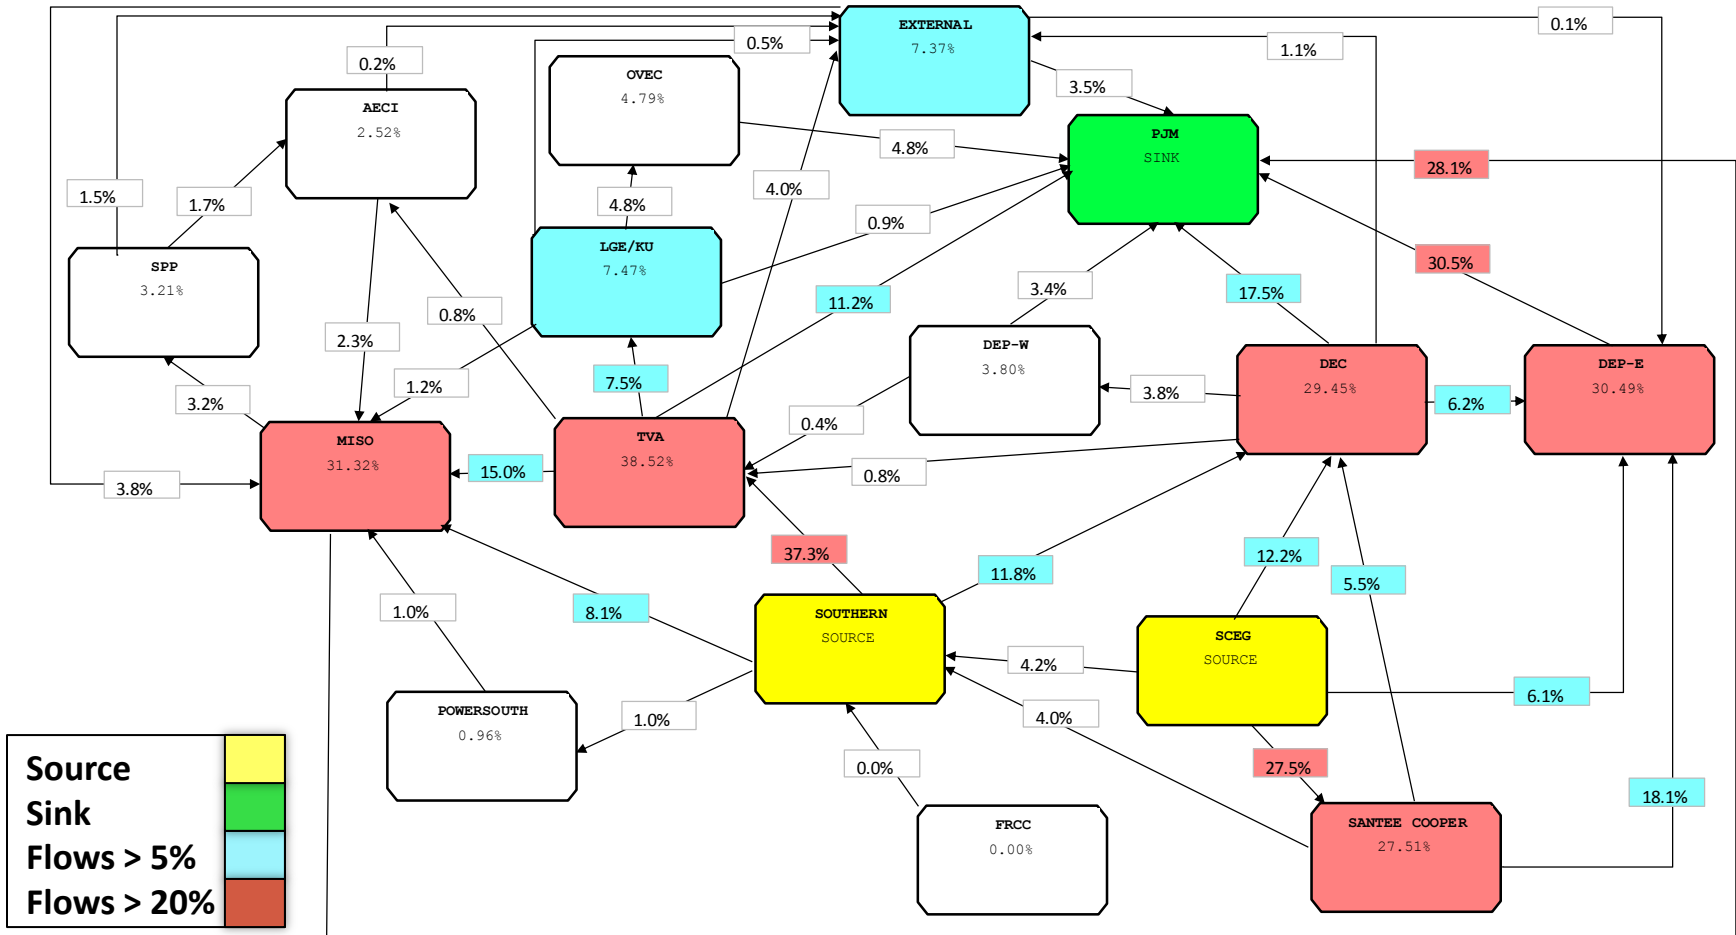 EXTERNAL
7.37%
0.1%
0.5%
1.1%
0.2%
OVEC
4.79%
3.5%
AECI
2.52%
PJM
SINK
4.8%
28.1%
1.5%
1.7%
4.8%
4.0%
0.9%
LGE/KU
7.47%
SPP
3.21%
30.5%
3.4%
17.5%
11.2%
0.8%
2.3%
DEP-W
3.80%
DEC
29.45%
DEP-E
30.49%
7.5%
1.2%
3.2%
3.8%
6.2%
0.4%
MISO
31.32%
TVA
38.52%
15.0%
0.8%
3.8%
37.3%
11.8%
12.2%
5.5%
1.0%
8.1%
SOUTHERN
SOURCE
SCEG
SOURCE
4.2%
6.1%
POWERSOUTH
0.96%
1.0%
4.0%
0.0%
27.5%
18.1%
FRCC
0.00%
SANTEE COOPER
27.51%
Source
Sink
Flows > 5%
Flows > 20%